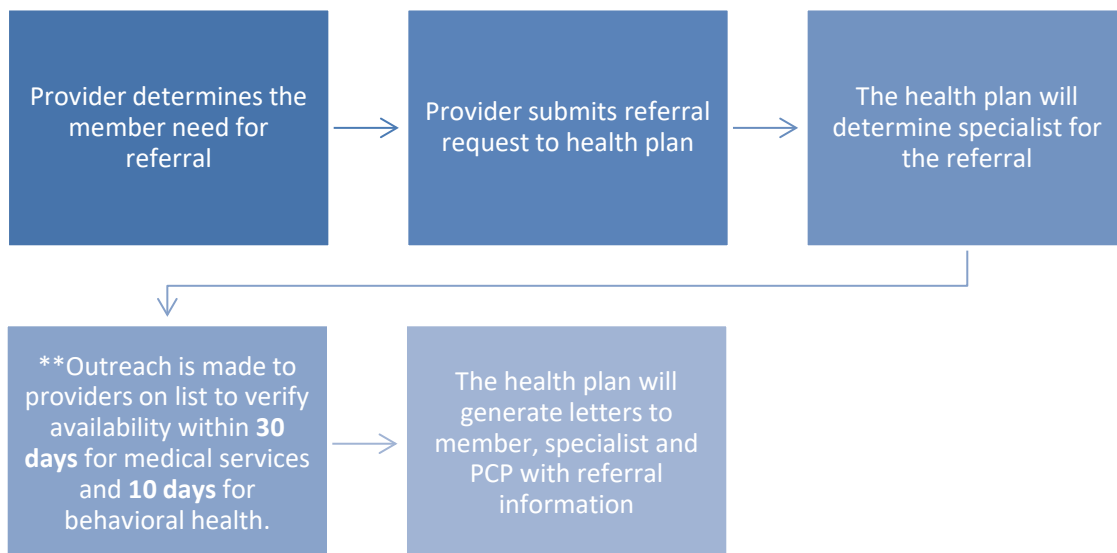 Provider determines the
member need for
referral
Provider submits referral
request to health plan
The health plan will
determine specialist for
the referral
**Outreach is made to
providers on list to verify
availability within 30
days for medical services
and 10 days for
behavioral health.
The health plan will
generate letters to
member, specialist and
PCP with referral
information